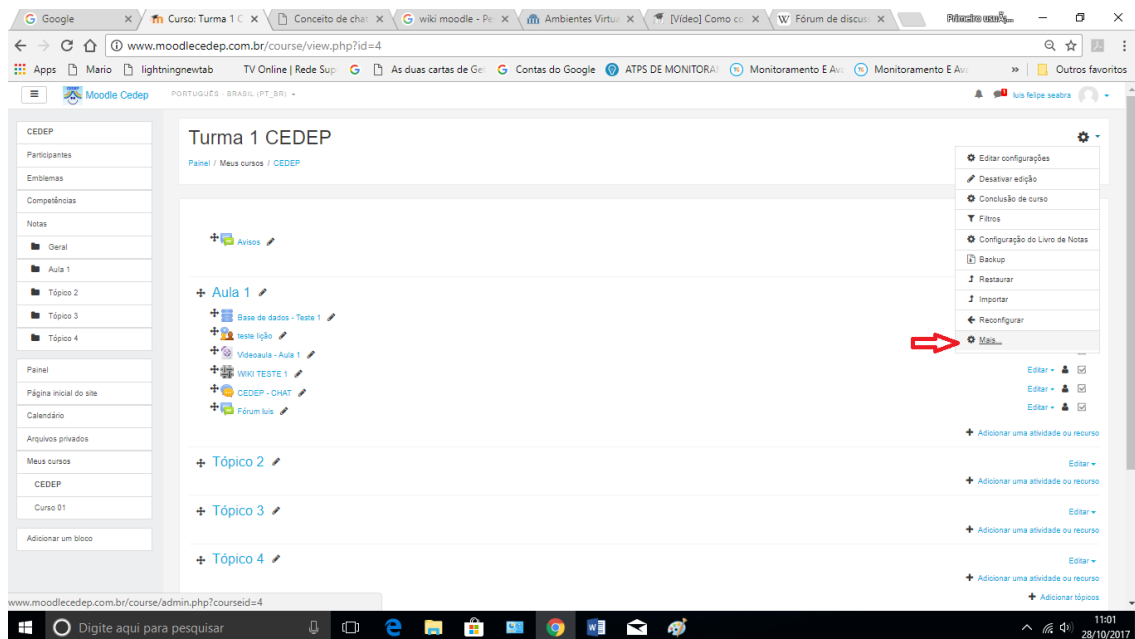 Google
Curso: Turma 1 C
Conceito de chat
wiki moodle - Pe
Ambientes Virtua
[Vídeo] Como co
Fórum de discuss
www.moodlecedep.com.br/course/view.php?id=4
Apps
Mario
lightningnewtab
TV Online | Rede Sup
As duas cartas de Ge
Contas do Google
ATPS DE MONITORA
Monitoramento E Ava
Monitoramento E Ava
»
Outros favoritos
Moodle Cedep
PORTUGUÊS - BRASIL (PT_BR)
luis felipe seabra
CEDEP
Participantes
Emblemas
Competências
Notas
Geral
Aula 1
Tópico 2
Tópico 3
Tópico 4
Painel
Página inicial do site
Calendário
Arquivos privados
Meus cursos
CEDEP
Curso 01
Adicionar um bloco
Turma 1 CEDEP
Painel / Meus cursos / CEDEP
Editar configurações
Desativar edição
Conclusão de curso
Filtros
Configuração do Livro de Notas
Backup
Restaurar
Importar
Reconfigurar
Mais...
Avisos
Aula 1
Base de dados - Teste 1
teste lição
Videoaula - Aula 1
WIKI TESTE 1
Editar
CEDEP - CHAT
Editar
Fórum luis
Editar
Adicionar uma atividade ou recurso
Tópico 2
Editar
Adicionar uma atividade ou recurso
Tópico 3
Editar
Adicionar uma atividade ou recurso
Tópico 4
Editar
Adicionar uma atividade ou recurso
Adicionar tópicos
www.moodlecedep.com.br/course/admin.php?courseid=4
Digite aqui para pesquisar
11:01
28/10/2017